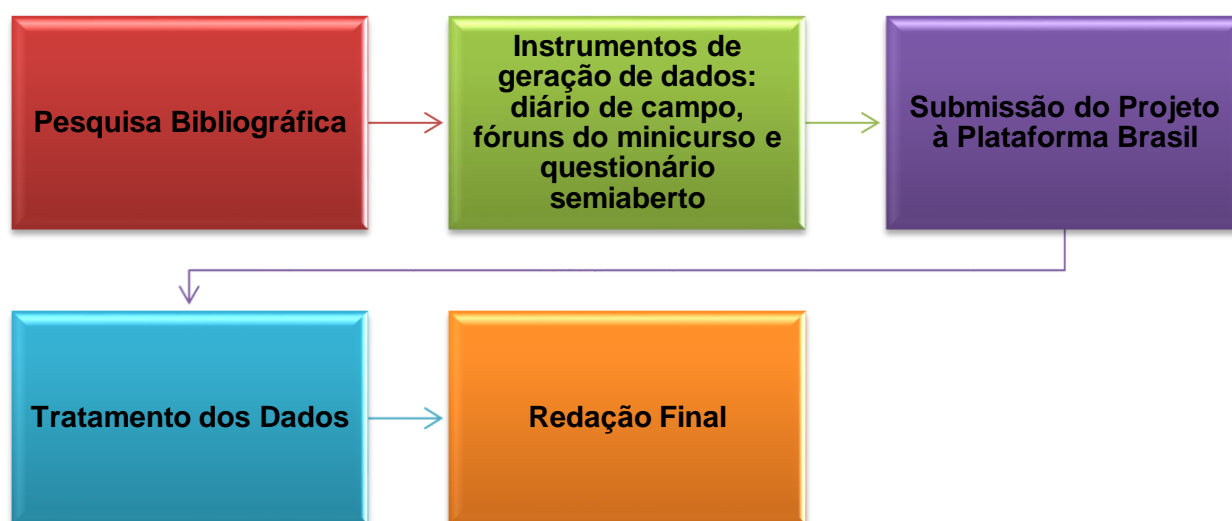 Pesquisa Bibliográfica
Instrumentos de
geração de dados:
diário de campo,
fóruns do minicurso e
questionário
semiaberto
Submissão do Projeto
à Plataforma Brasil
Tratamento dos Dados
Redação Final